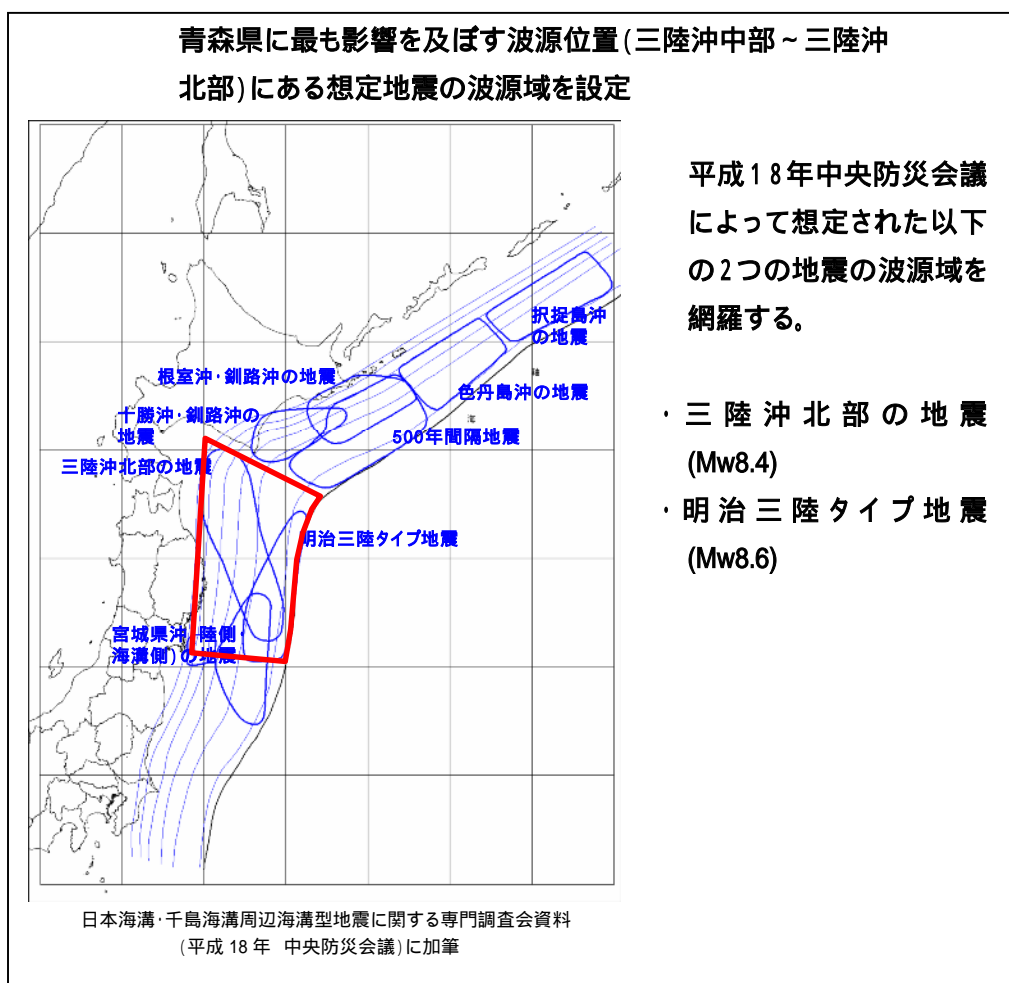 青森県に最も影響を及ぼす波源位置(三陸沖中部~三陸沖
北部)にある想定地震の波源域を設定
平成18年中央防災会議
によって想定された以下
の2つの地震の波源域を
網羅する。
・三陸沖北部の地震
(Mw8.4)
・明治三陸タイプ地震
(Mw8.6)
択捉島沖
の地震
色丹島沖の地震
根室沖・釧路沖の地震
十勝沖・釧路沖の
地震
500年間隔地震
三陸沖北部の地震
明治三陸タイプ地震
宮城県沖 陸側・
海溝側)の地震
海
日本海溝・千島海溝周辺海溝型地震に関する専門調査会資料
(平成 18 年 中央防災会議)に加筆